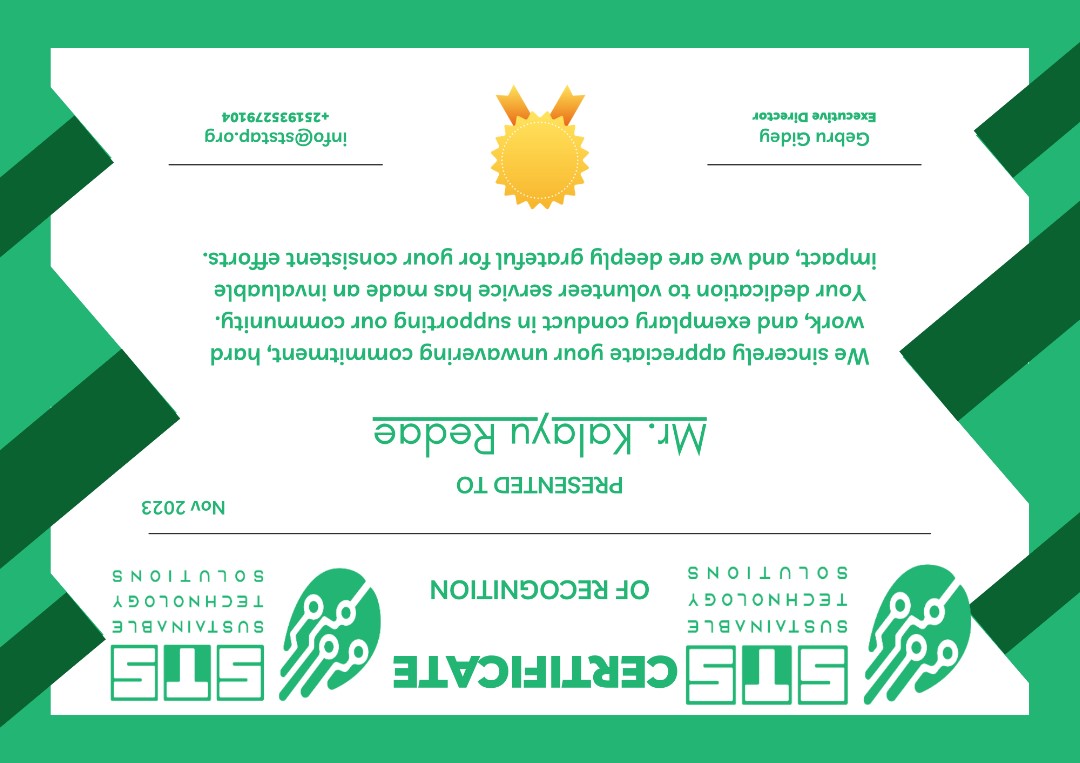 STS
SUSTAINABLE
TECHNOLOGY
SOLUTIONS
CERTIFICATE
OF RECOGNITION
STS
SUSTAINABLE
TECHNOLOGY
SOLUTIONS
Nov 2023
PRESENTED TO
Mr. Kalayu Redae
We sincerely appreciate your unwavering commitment, hard
work, and exemplary conduct in supporting our community.
Your dedication to volunteer service has made an invaluable
impact, and we are deeply grateful for your consistent efforts.
Gebru Gidey
Executive Director
info@ststap.org
+251935279104